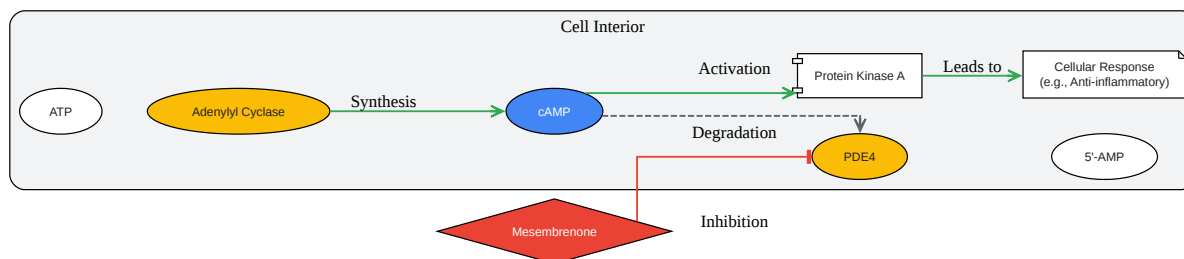 Cell Interior
Activation
Protein Kinase A
Leads to
Cellular Response
(e.g., Anti-inflammatory)
ATP
Adenylyl Cyclase
Synthesis
cAMP
Degradation
PDE4
5'-AMP
Mesembrenone
Inhibition